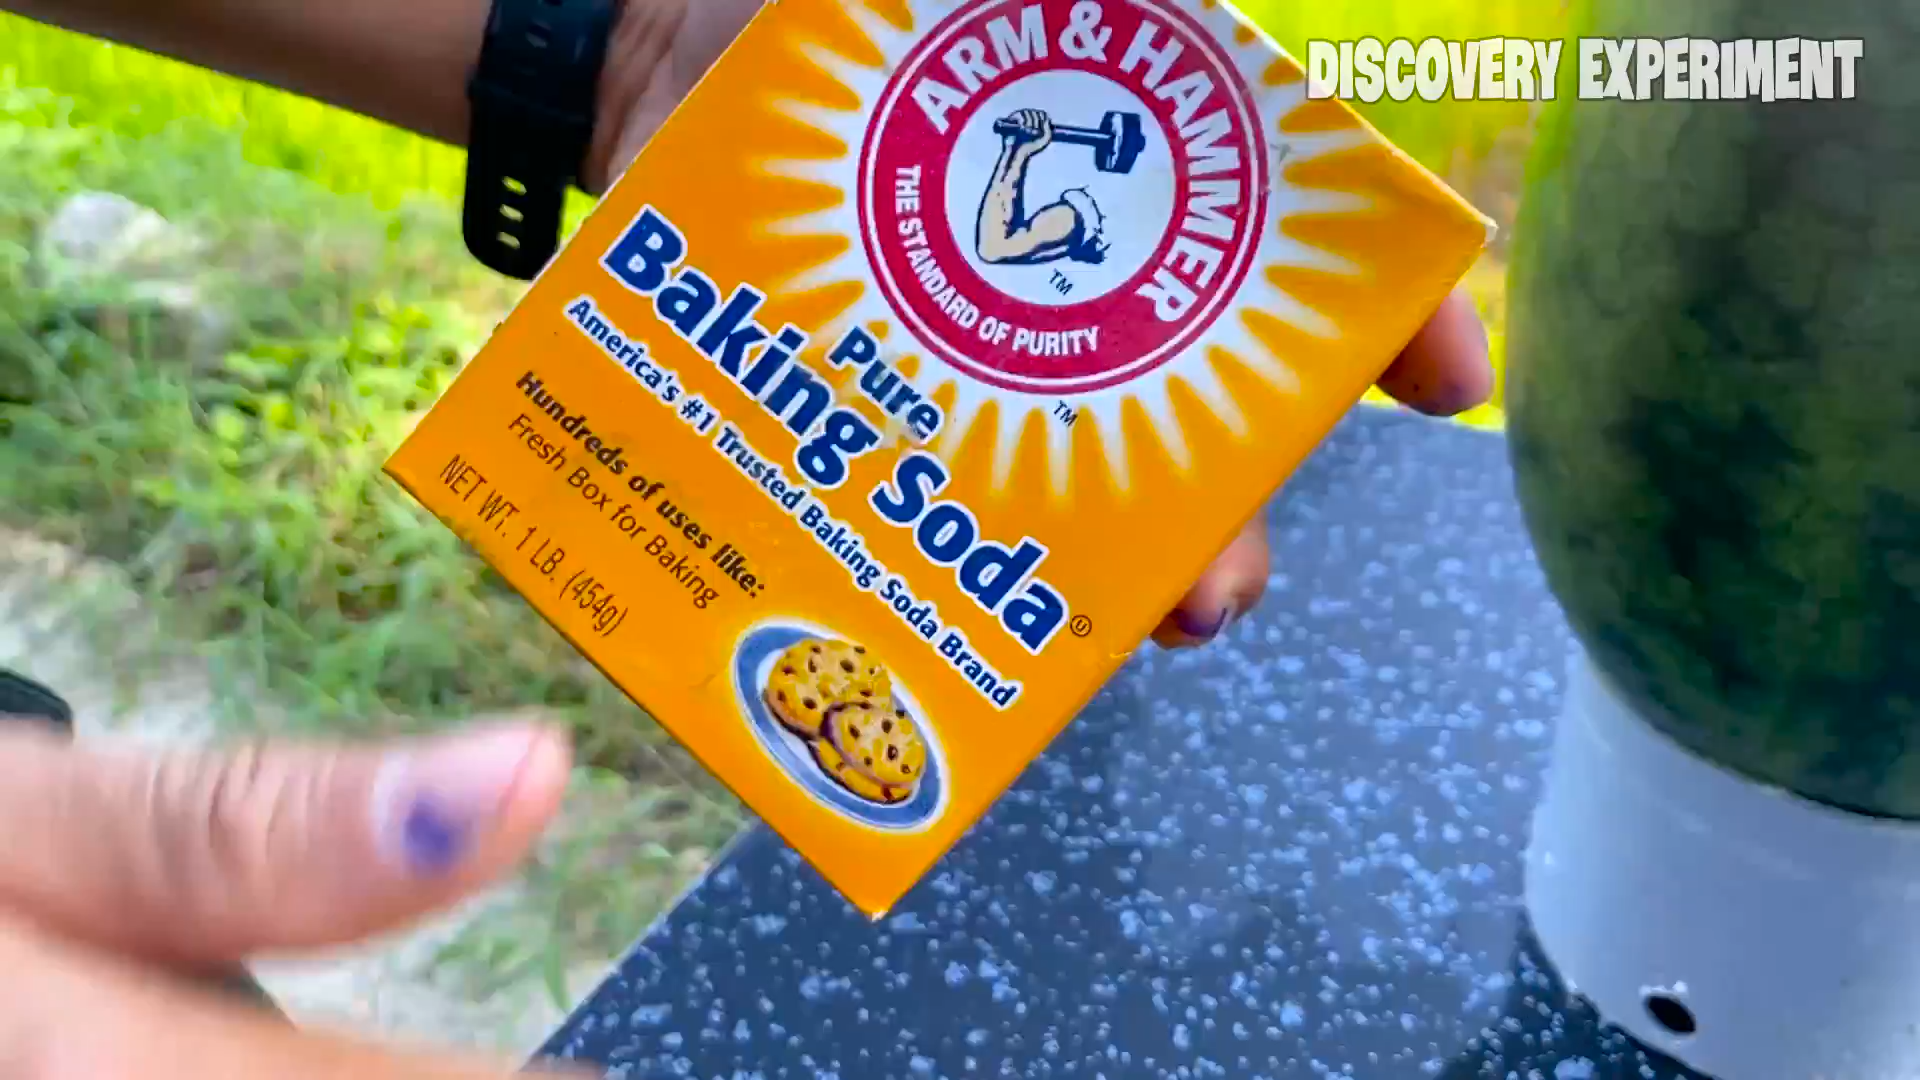 DISCOVERY EXPERIMENT
ARM & HAMMER
THE STANDARD OF PURITY
TM
TM
Pure
Baking Soda Ⓤ
America's #1 Trusted Baking Soda Brand
Hundreds of uses like:
Fresh Box for Baking
NET WT. 1 LB. (454g)